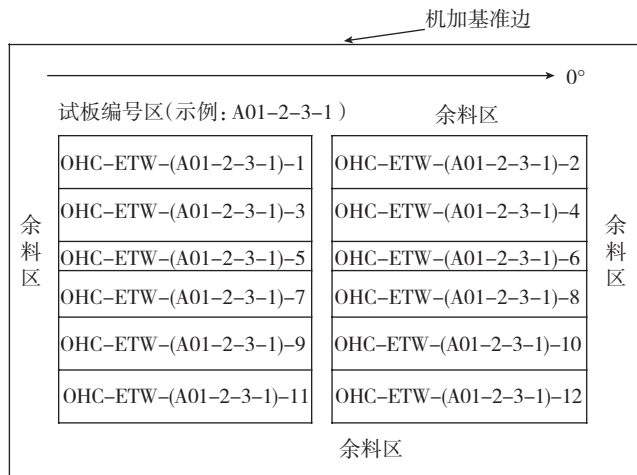 机加基准边
0°
试板编号区(示例: A01-2-3-1)
余料区
OHC-ETW-(A01-2-3-1)-1
OHC-ETW-(A01-2-3-1)-2
OHC-ETW-(A01-2-3-1)-3
OHC-ETW-(A01-2-3-1)-4
余料区
余料区
OHC-ETW-(A01-2-3-1)-5
OHC-ETW-(A01-2-3-1)-6
OHC-ETW-(A01-2-3-1)-7
OHC-ETW-(A01-2-3-1)-8
OHC-ETW-(A01-2-3-1)-9
OHC-ETW-(A01-2-3-1)-10
OHC-ETW-(A01-2-3-1)-11
OHC-ETW-(A01-2-3-1)-12
余料区